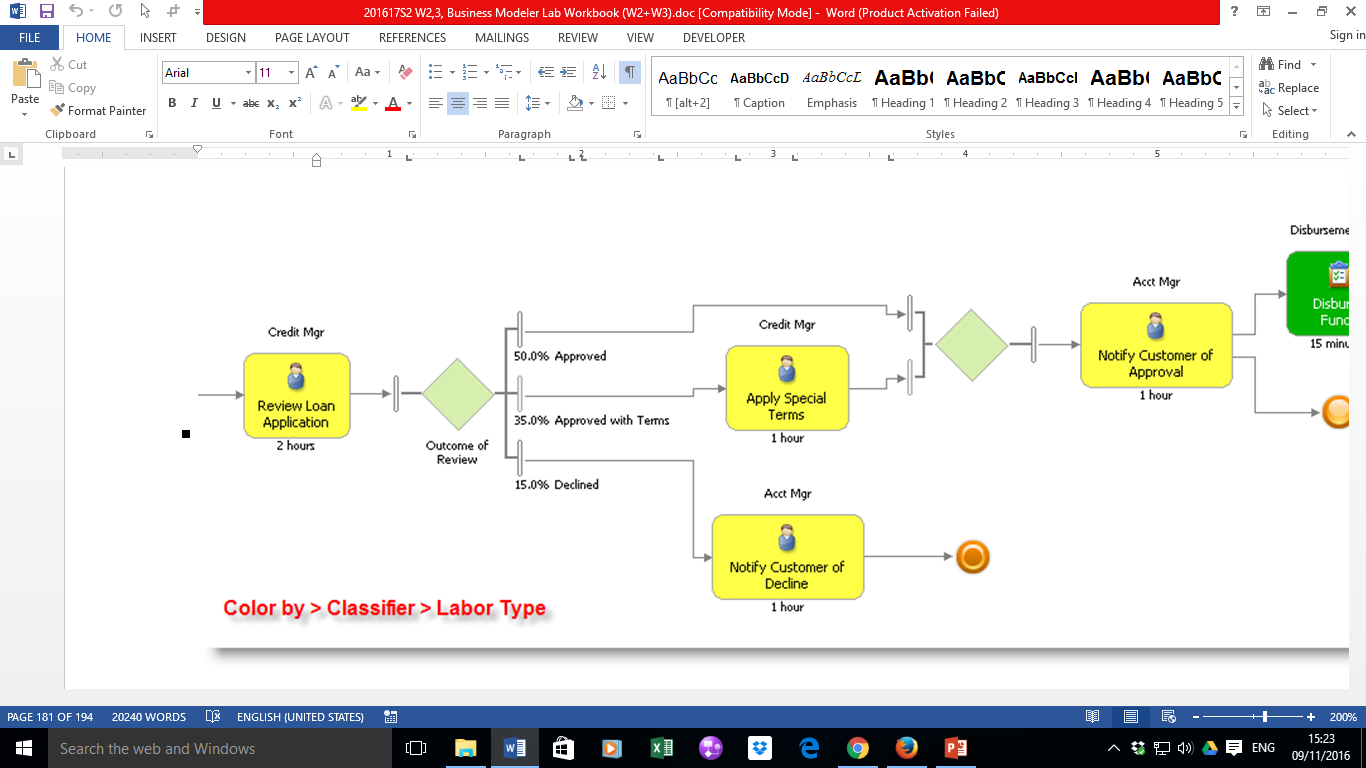 201617S2 W2,3, Business Modeler Lab Workbook (W2+W3).doc [Compatibility Mode] - Word (Product Activation Failed)
FILE HOME INSERT DESIGN PAGE LAYOUT REFERENCES MAILINGS REVIEW VIEW DEVELOPER Sign in
Paste
Cut
Copy
Format Painter
Clipboard
Arial 11
Font
Paragraph
AaBbCc AaBbCcD AaBbCcL AaBb( AaBbC AaBbCcI AaBb( AaBbC
¶ [alt+2] ¶ Caption Emphasis ¶ Heading 1 ¶ Heading 2 ¶ Heading 3 ¶ Heading 4 ¶ Heading 5
Styles
Find
Replace
Select
Editing
1 2 3 4 5
Credit Mgr
Review Loan
Application
2 hours
Outcome of
Review
50.0% Approved
35.0% Approved with Terms
15.0% Declined
Credit Mgr
Apply Special
Terms
1 hour
Acct Mgr
Notify Customer of
Decline
1 hour
Acct Mgr
Notify Customer of
Approval
1 hour
Disburseme
Disbur
Func
15 minu
Color by > Classifier > Labor Type
PAGE 181 OF 194 20240 WORDS ENGLISH (UNITED STATES) 200%
Search the web and Windows
ENG
15:23
09/11/2016